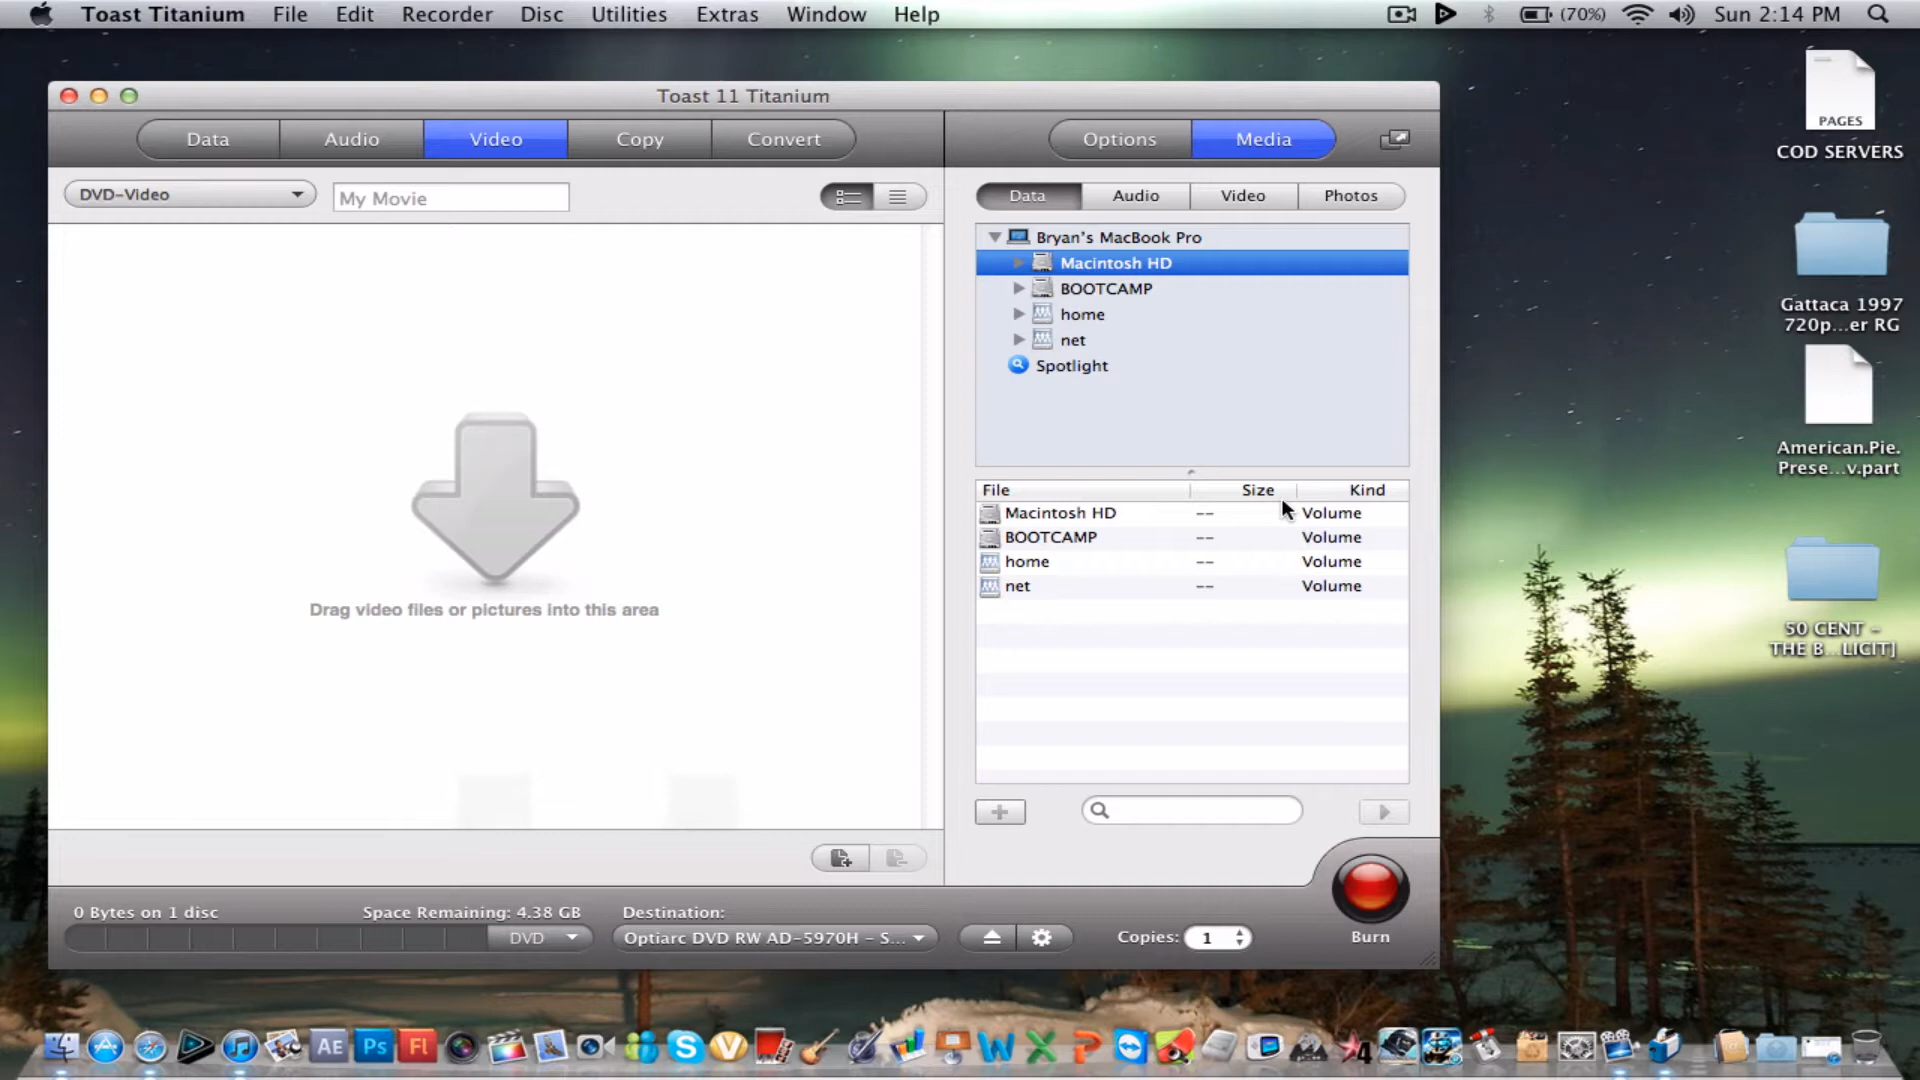 Toast Titanium File Edit Recorder Disc Utilities Extras Window Help (70%) Sun 2:14 PM
Toast 11 Titanium
Data Audio Video Copy Convert Options Media
DVD-Video My Movie Data Audio Video Photos
Bryan's MacBook Pro
Macintosh HD
BOOTCAMP
home
net
Spotlight
File Size Kind
Macintosh HD -- Volume
BOOTCAMP -- Volume
home -- Volume
net -- Volume
Drag video files or pictures into this area
0 Bytes on 1 disc Space Remaining: 4.38 GB Destination:
DVD Optiarc DVD RW AD-5970H - S... Copies: 1 Burn
PAGES
COD SERVERS
Gattaca 1997
720p...er RG
American.Pie.
Prese...v.part
50 CENT -
THE B...LICIT]
AE Ps Fl